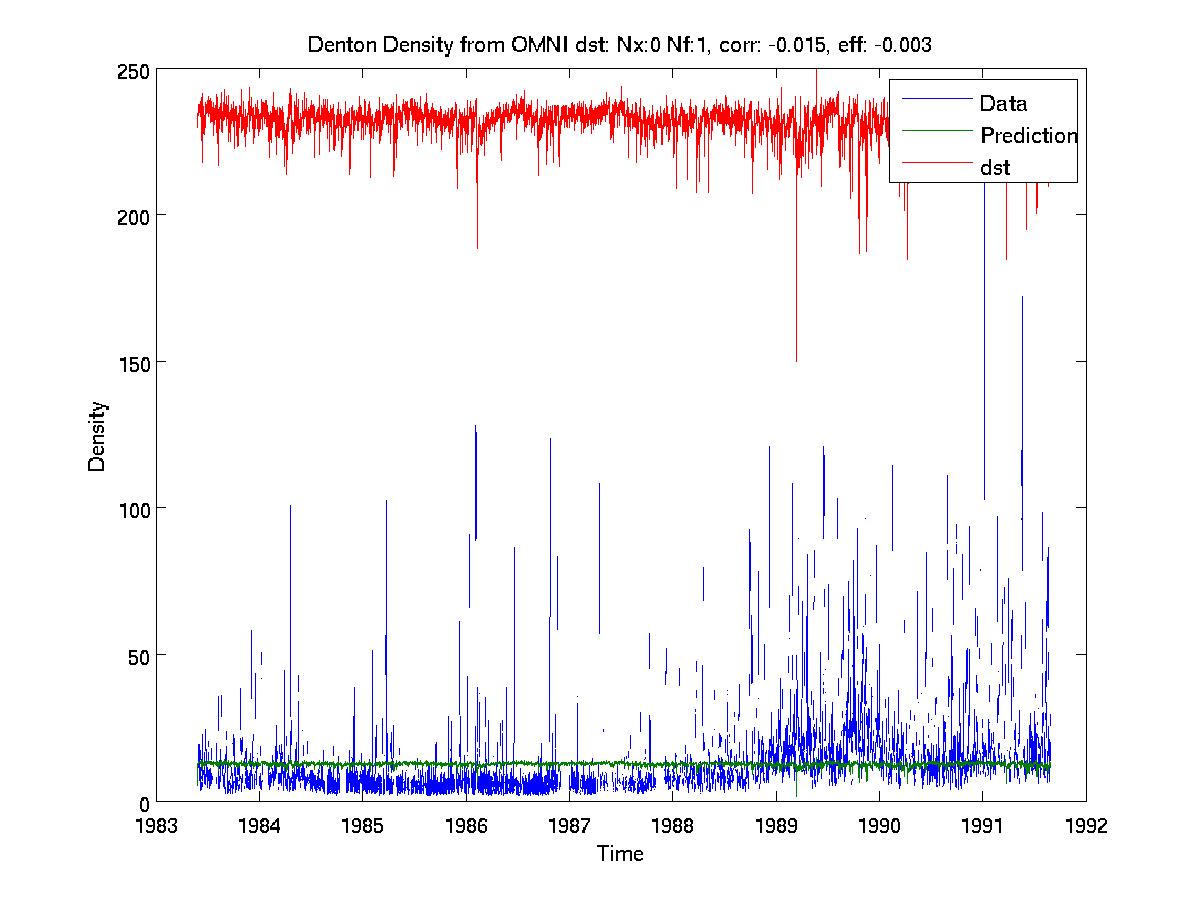 Denton Density from OMNI dst: Nx:0 Nf:1, corr: -0.015, eff: -0.003
250
200
150
100
50
0
Density
Data
Prediction
dst
1983 1984 1985 1986 1987 1988 1989 1990 1991 1992
Time